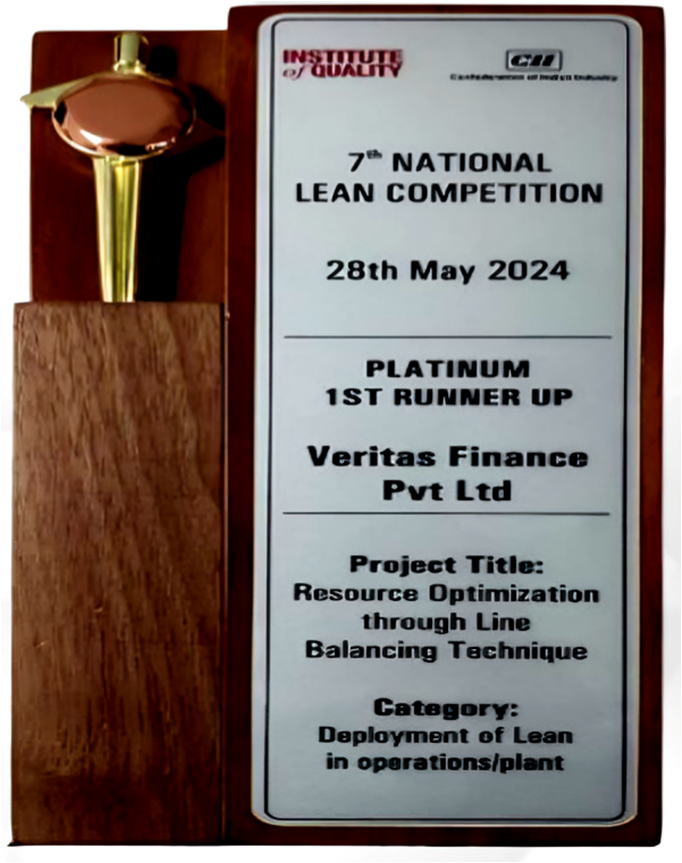 INSTITUTE
of QUALITY
CII
Confederation of Indian Industry
7th NATIONAL
LEAN COMPETITION
28th May 2024
PLATINUM
1ST RUNNER UP
Veritas Finance
Pvt Ltd
Project Title:
Resource Optimization
through Line
Balancing Technique
Category:
Deployment of Lean
in operations/plant